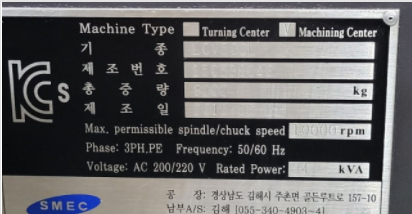 Machine Type Turning Center V Machining Center
기 종
제 조 번 호
총 중 량 kg
제 조 일
Max. permissible spindle/chuck speed rpm
Phase: 3PH.PE Frequency: 50/60 Hz
Voltage: AC 200/220 V Rated Power: kVA
KCs
SMEC
공 장: 경상남도 김해시 주촌면 골든루트로 157-10
납부A/S: 김해 [055-340-4903~4]